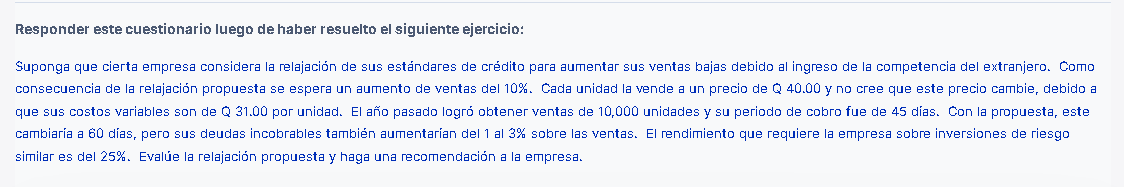 Responder este cuestionario luego de haber resuelto el siguiente ejercicio:
Suponga que cierta empresa considera la relajación de sus estándares de crédito para aumentar sus ventas bajas debido al ingreso de la competencia del extranjero. Como
consecuencia de la relajación propuesta se espera un aumento de ventas del 10%. Cada unidad la vende a un precio de Q 40.00 y no cree que este precio cambie, debido a
que sus costos variables son de Q 31.00 por unidad. El año pasado logró obtener ventas de 10,000 unidades y su periodo de cobro fue de 45 días. Con la propuesta, este
cambiaría a 60 días, pero sus deudas incobrables también aumentarían del 1 al 3% sobre las ventas. El rendimiento que requiere la empresa sobre inversiones de riesgo
similar es del 25%. Evalúe la relajación propuesta y haga una recomendación a la empresa.